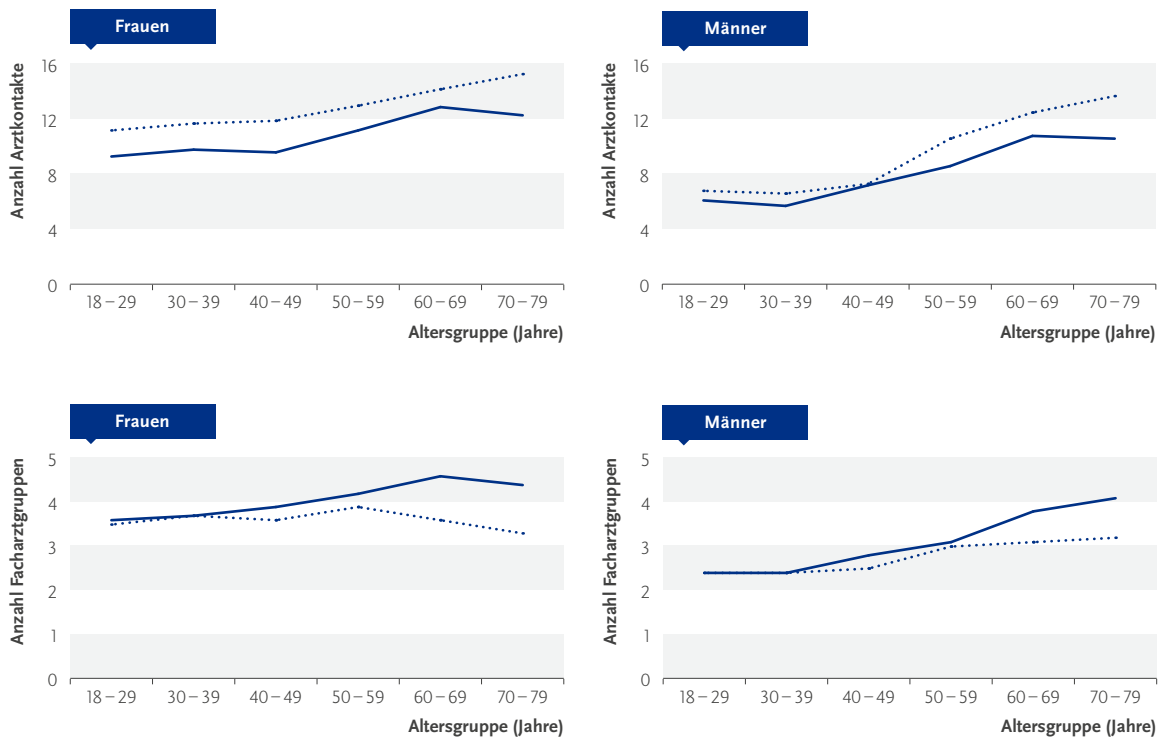 Frauen
Anzahl Arztkontakte
16
12
8
4
0
18 – 29 30 – 39 40 – 49 50 – 59 60 – 69 70 – 79
Altersgruppe (Jahre)
Männer
Anzahl Arztkontakte
16
12
8
4
0
18 – 29 30 – 39 40 – 49 50 – 59 60 – 69 70 – 79
Altersgruppe (Jahre)
Frauen
Anzahl Facharztgruppen
5
4
3
2
1
0
18 – 29 30 – 39 40 – 49 50 – 59 60 – 69 70 – 79
Altersgruppe (Jahre)
Männer
Anzahl Facharztgruppen
5
4
3
2
1
0
18 – 29 30 – 39 40 – 49 50 – 59 60 – 69 70 – 79
Altersgruppe (Jahre)